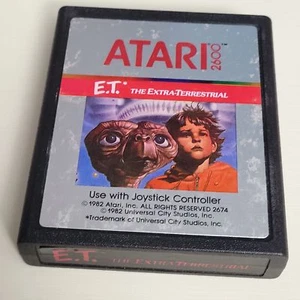 ATARI 2600™
E.T.* THE EXTRA-TERRESTRIAL
Use with Joystick Controller
©1982 Atari, Inc. ALL RIGHTS RESERVED 2674
©1982 Universal City Studios, Inc.
*Trademark of Universal City Studios, Inc.
E.T.* THE EXTRA-TERRESTRIAL